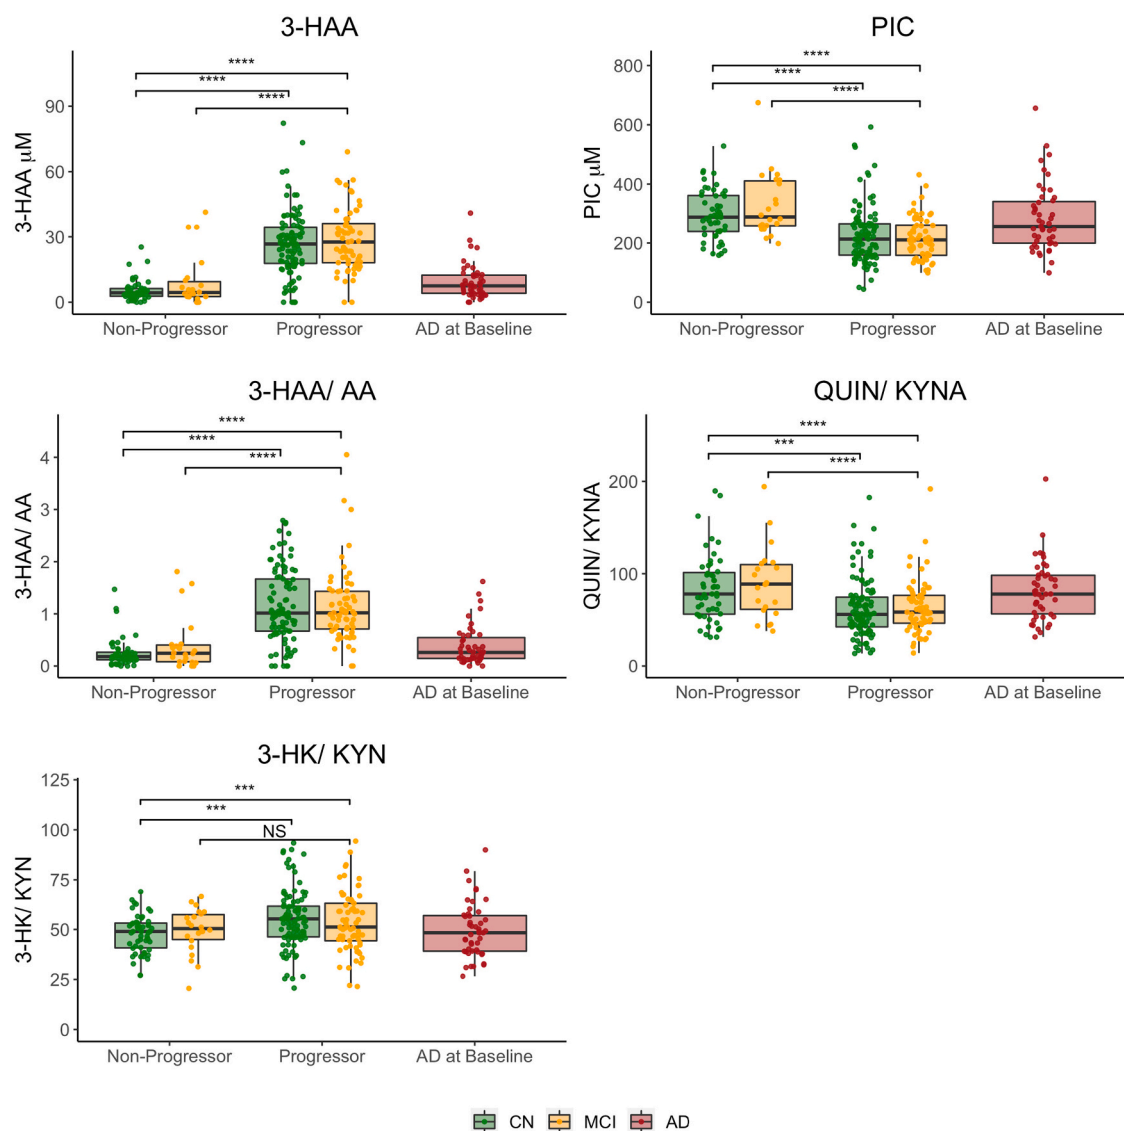 3-HAA
****
****
****
3-HAA μM
90
60
30
0
Non-Progressor Progressor AD at Baseline
PIC
****
****
****
PIC μM
800
600
400
200
0
Non-Progressor Progressor AD at Baseline
3-HAA/ AA
****
****
****
3-HAA/ AA
4
3
2
1
0
Non-Progressor Progressor AD at Baseline
QUIN/ KYNA
****
***
****
QUIN/ KYNA
200
100
0
Non-Progressor Progressor AD at Baseline
3-HK/ KYN
***
***
NS
3-HK/ KYN
125
100
75
50
25
0
Non-Progressor Progressor AD at Baseline
CN MCI AD